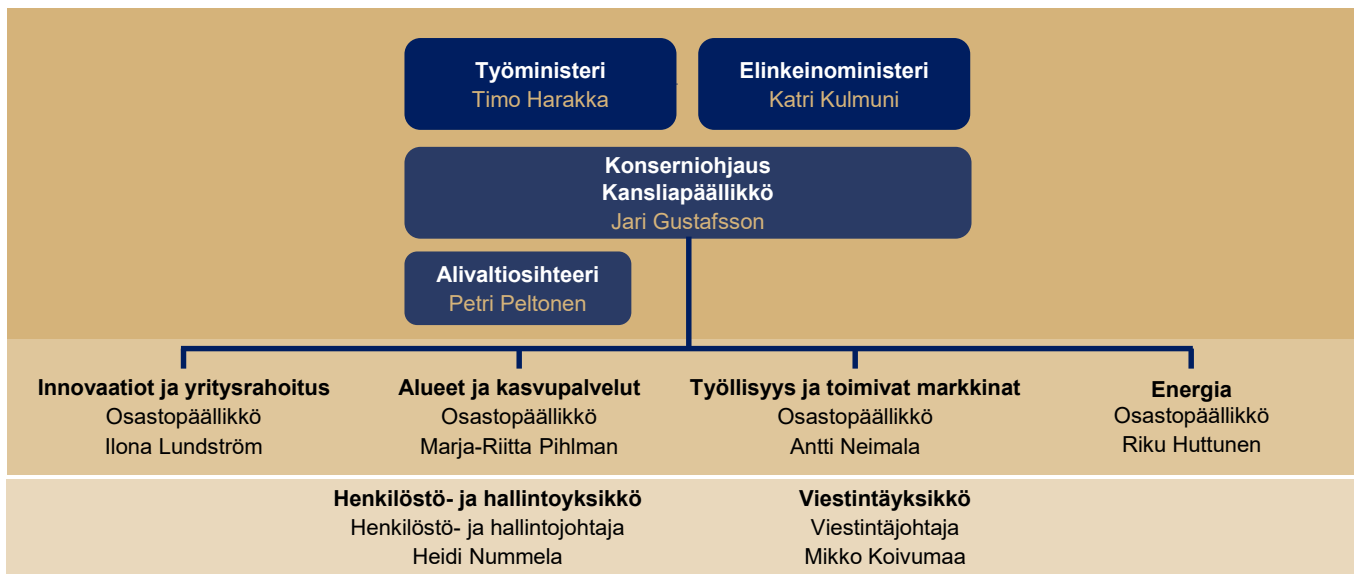 Työministeri
Timo Harakka
Elinkeinoministeri
Katri Kulmuni
Konserniohjaus
Kansliapäällikkö
Jari Gustafsson
Alivaltiosihteeri
Petri Peltonen
Innovaatiot ja yritysrahoitus
Osastopäällikkö
Ilona Lundström
Alueet ja kasvupalvelut
Osastopäällikkö
Marja-Riitta Pihlman
Työllisyys ja toimivat markkinat
Osastopäällikkö
Antti Neimala
Energia
Osastopäällikkö
Riku Huttunen
Henkilöstö- ja hallintoyksikkö
Henkilöstö- ja hallintojohtaja
Heidi Nummela
Viestintäyksikkö
Viestintäjohtaja
Mikko Koivumaa